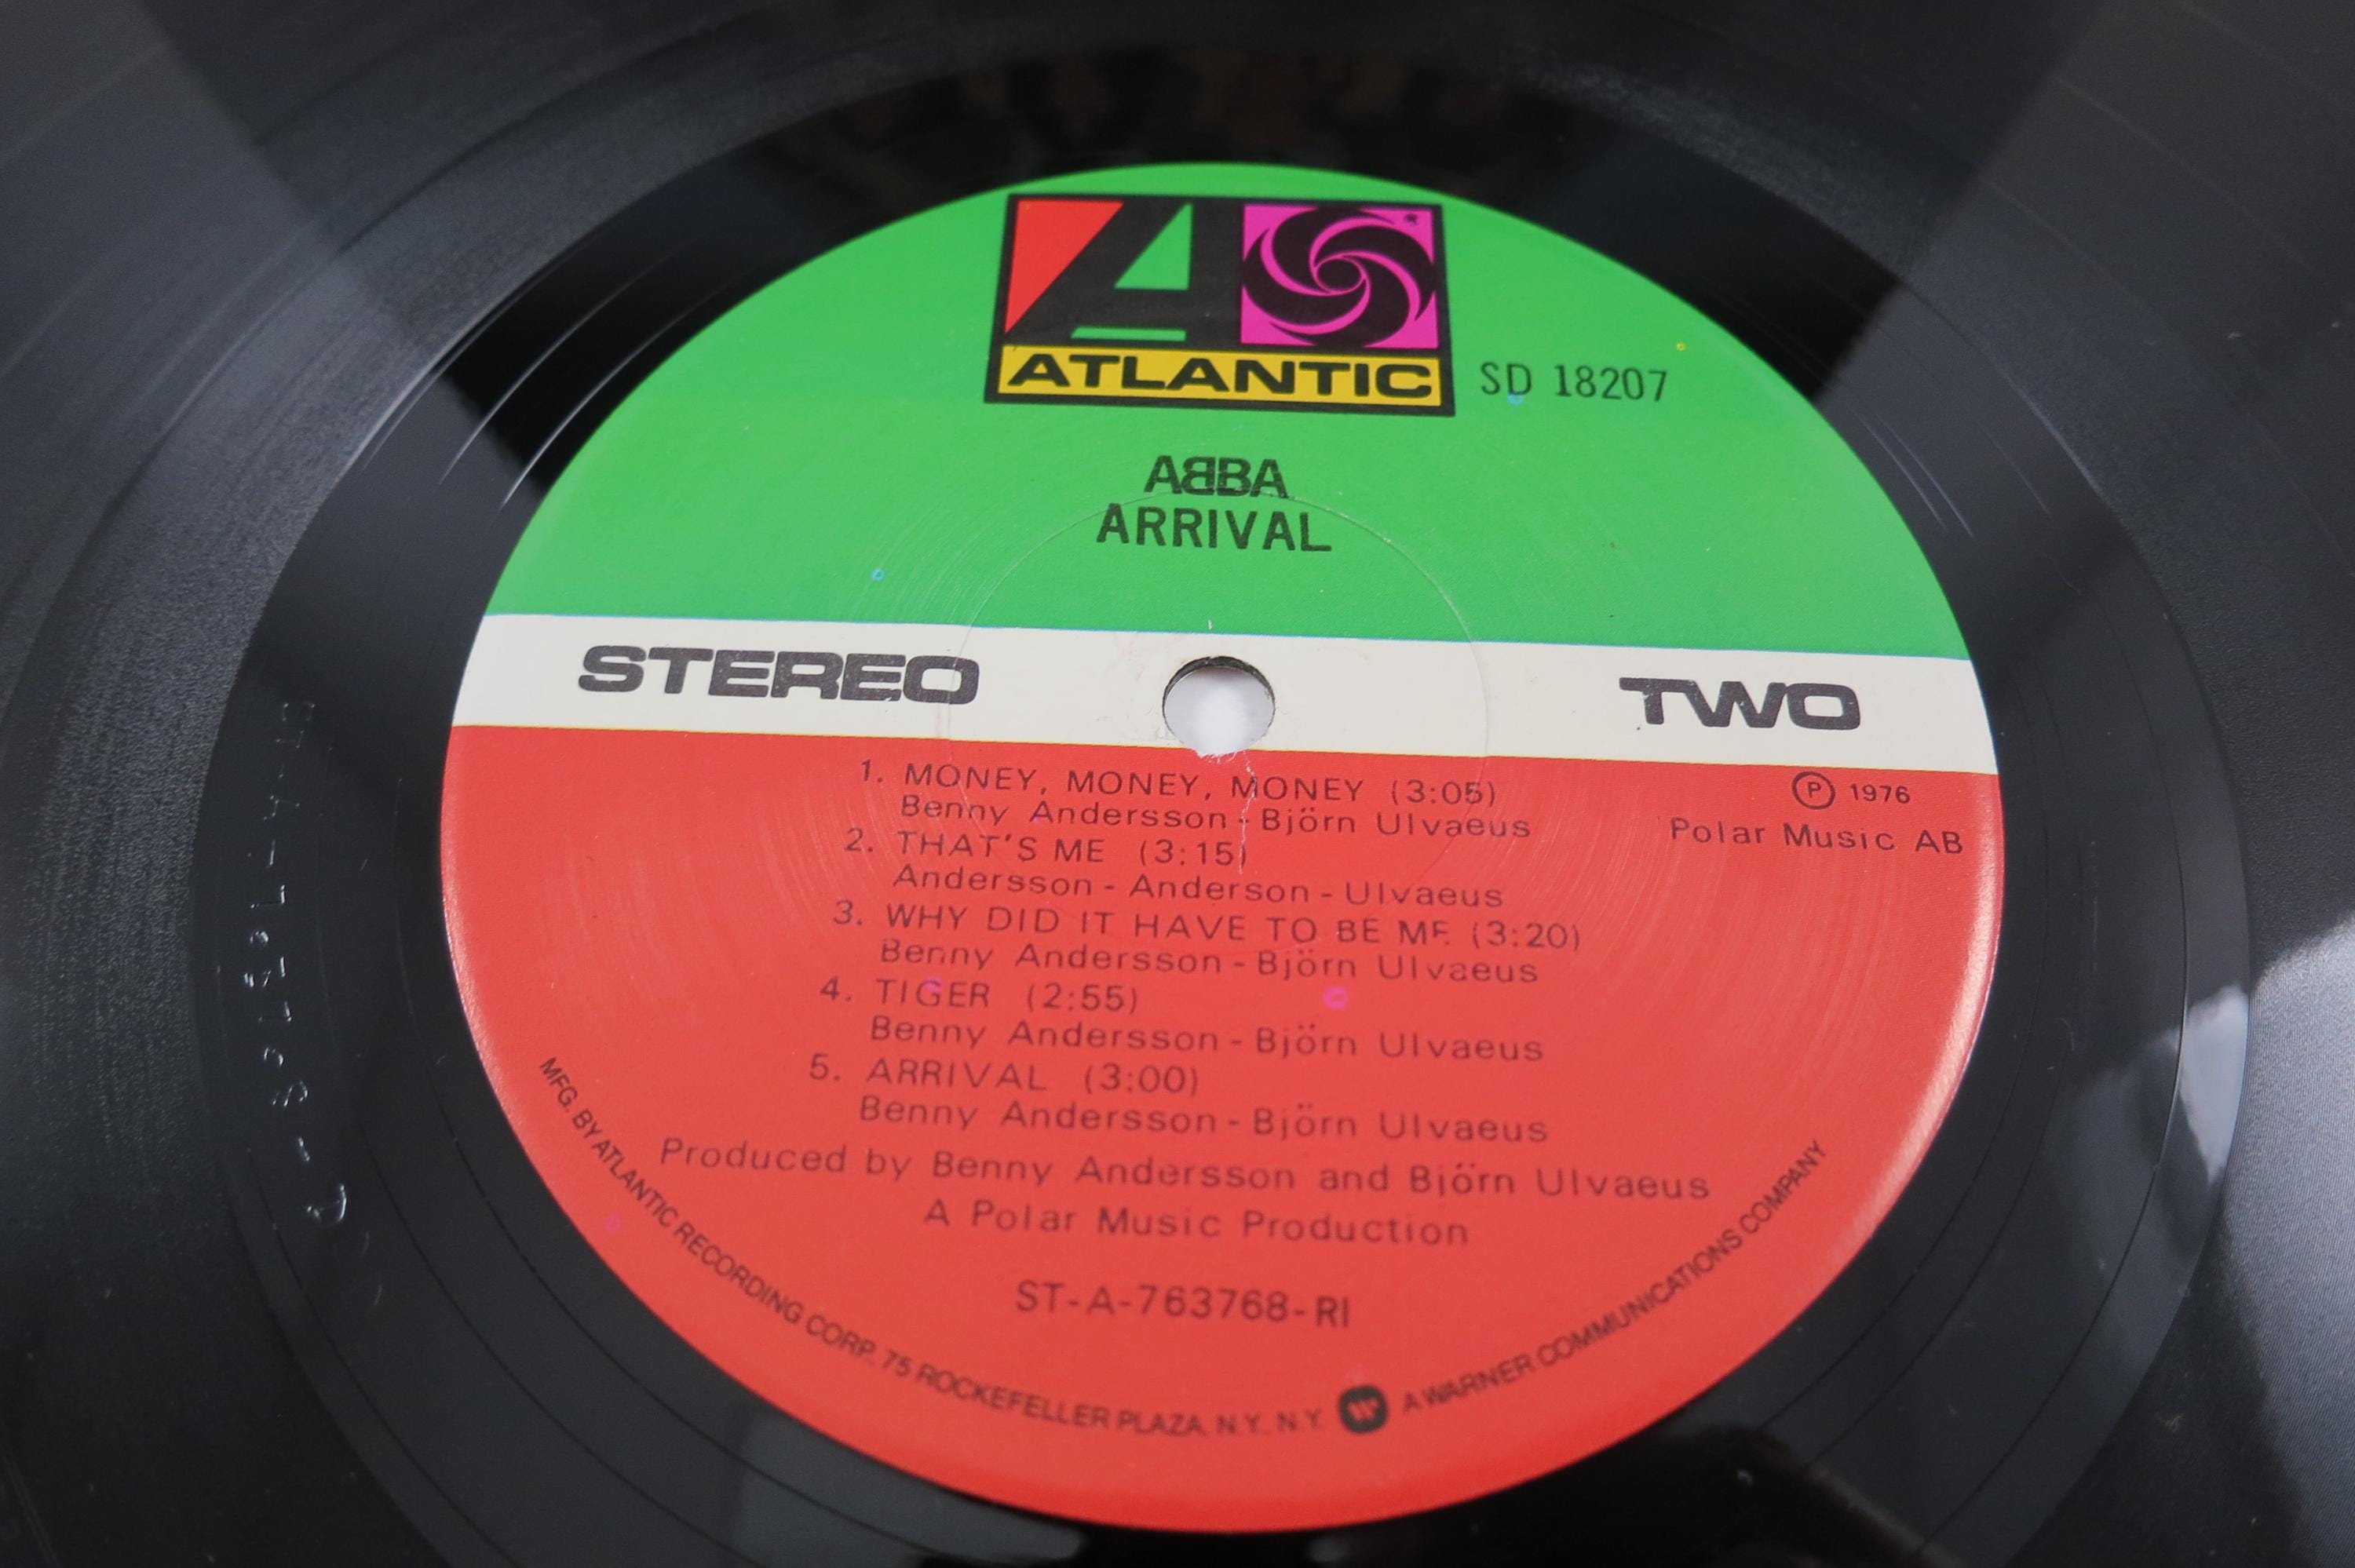 ATLANTIC
SD 18207
ABBA
ARRIVAL
STEREO
TWO
℗ 1976
Polar Music AB
1. MONEY, MONEY, MONEY (3:05)
Benny Andersson - Björn Ulvaeus
2. THAT'S ME (3:15)
Andersson - Anderson - Ulvaeus
3. WHY DID IT HAVE TO BE ME (3:20)
Benny Andersson - Björn Ulvaeus
4. TIGER (2:55)
Benny Andersson - Björn Ulvaeus
5. ARRIVAL (3:00)
Benny Andersson - Björn Ulvaeus
Produced by Benny Andersson and Björn Ulvaeus
A Polar Music Production
ST-A-763768-RI
MFG. BY ATLANTIC RECORDING CORP. 75 ROCKEFELLER PLAZA, N.Y., N.Y. A WARNER COMMUNICATIONS COMPANY